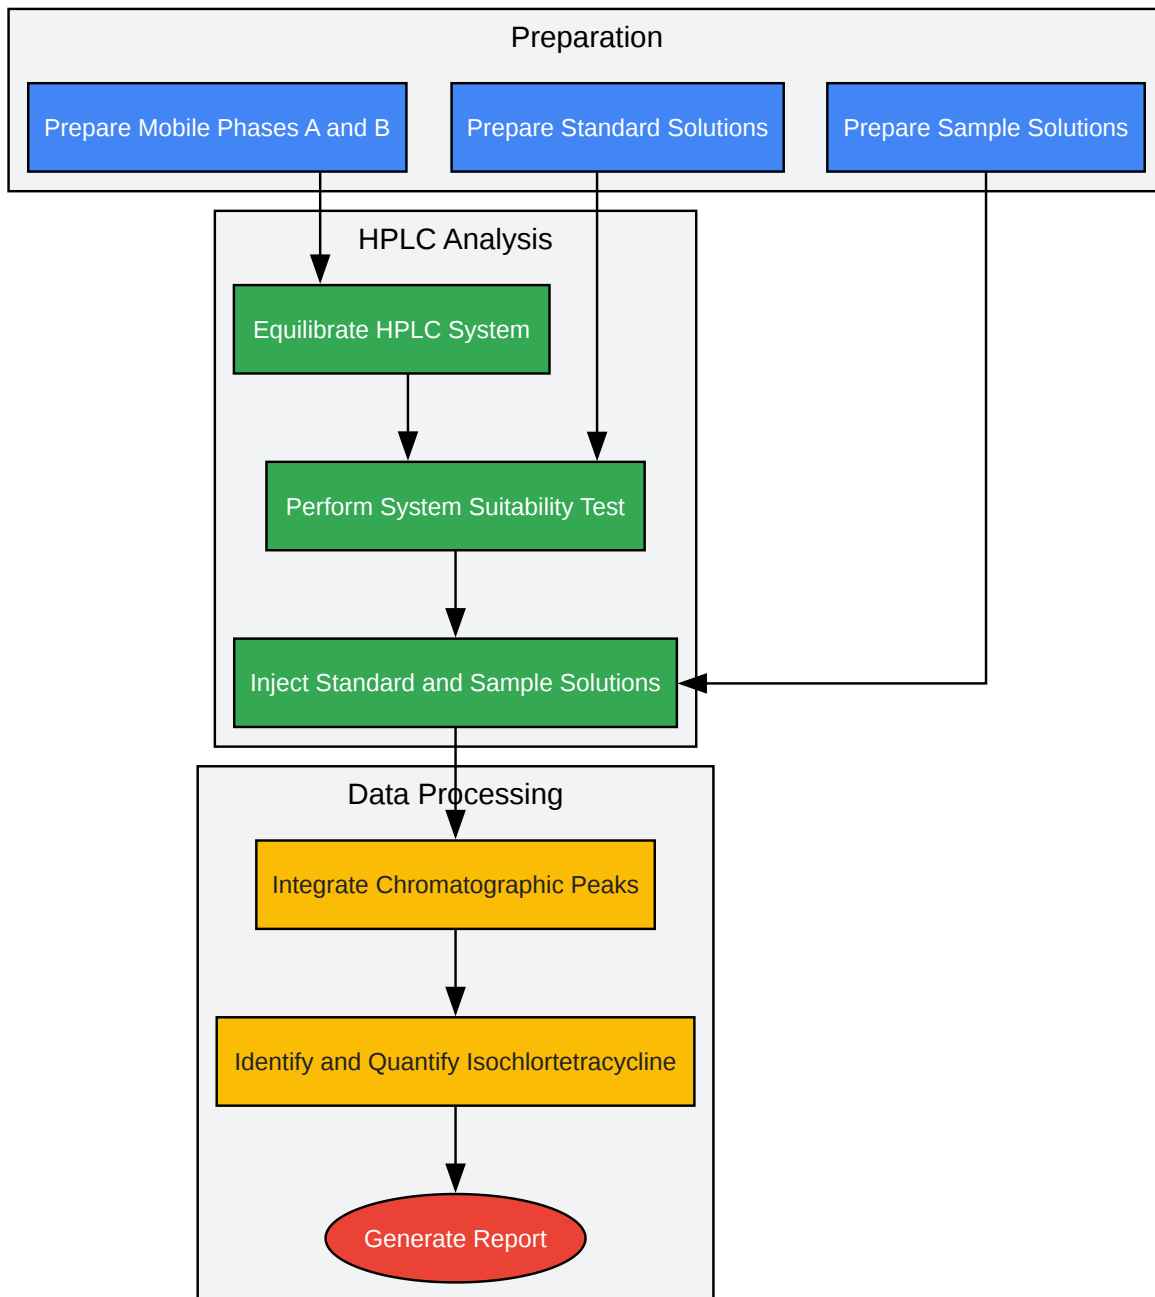 Preparation
Prepare Mobile Phases A and B
Prepare Standard Solutions
Prepare Sample Solutions
HPLC Analysis
Equilibrate HPLC System
Perform System Suitability Test
Inject Standard and Sample Solutions
Data Processing
Integrate Chromatographic Peaks
Identify and Quantify Isochlortetracycline
Generate Report